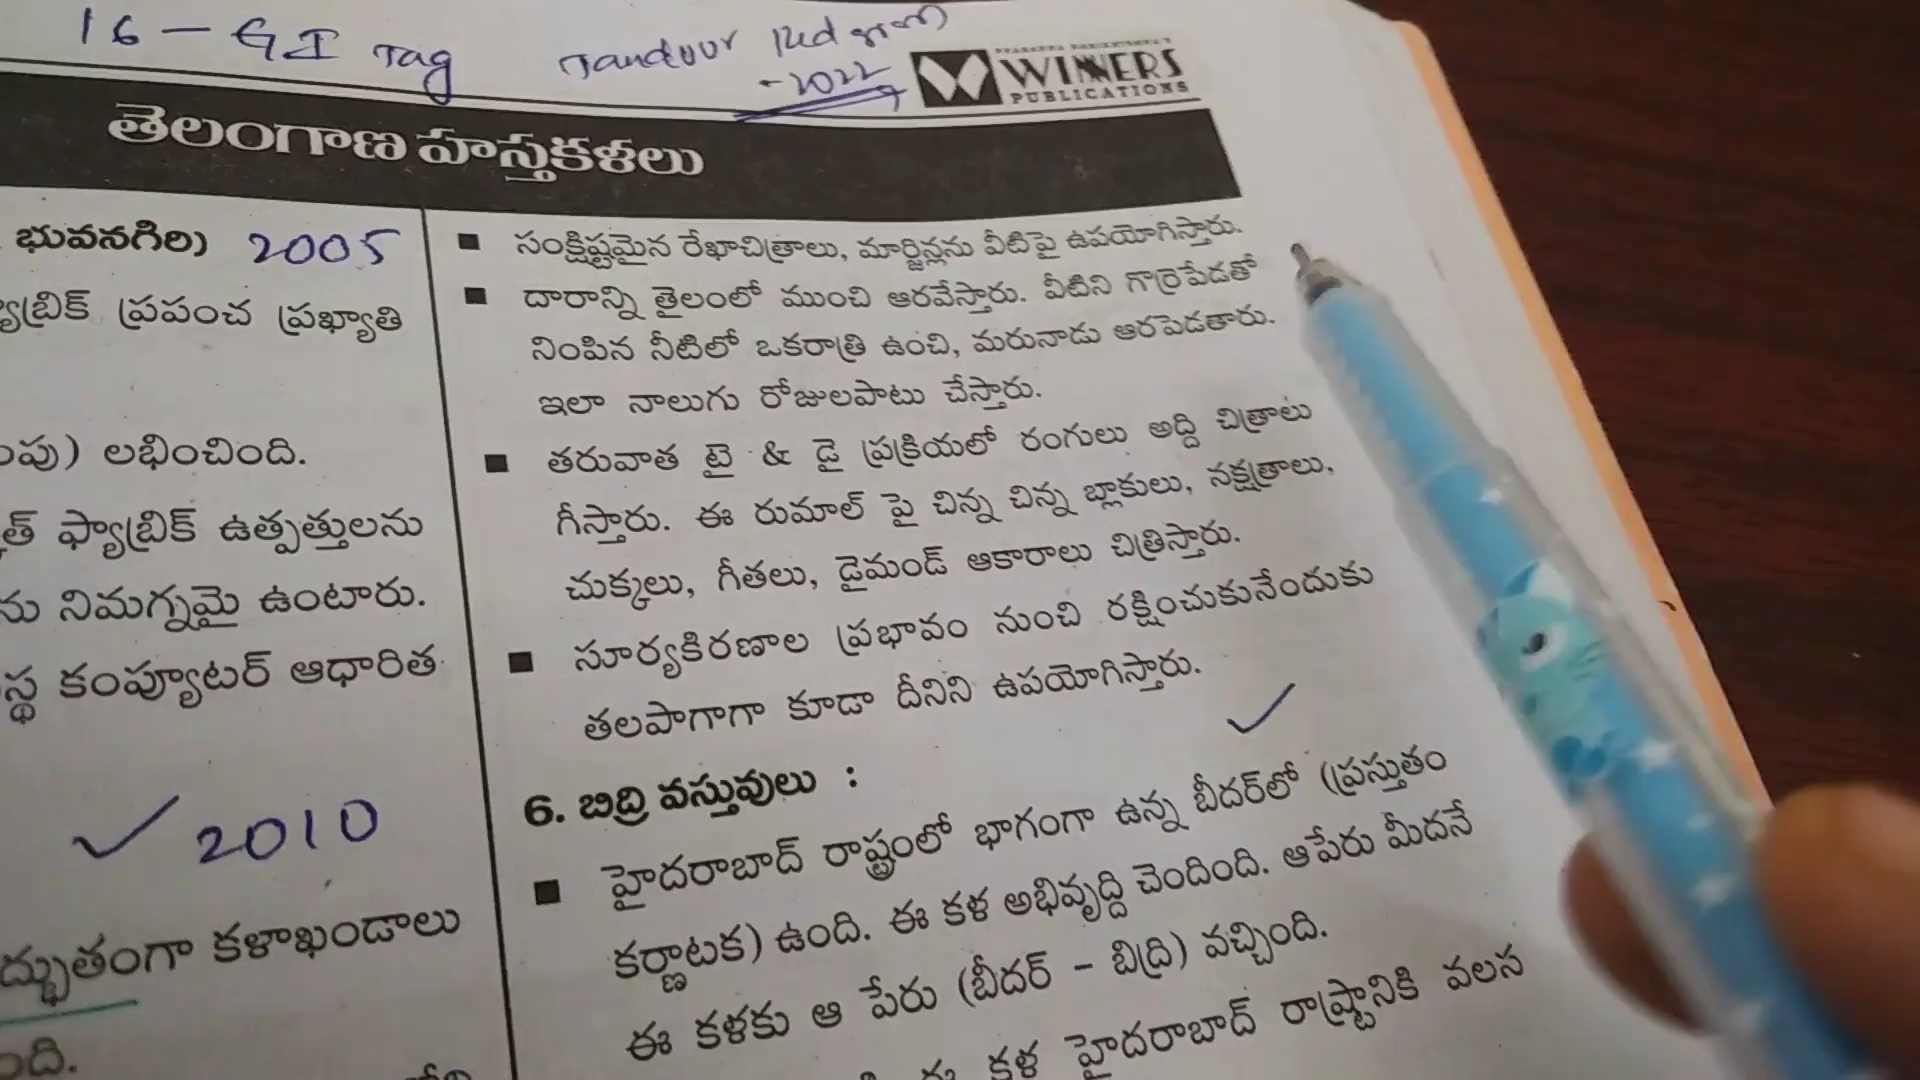 16 - GI Tag
Tandour Red gram
- 2022
WINNERS
PUBLICATIONS
తెలంగాణ హస్తకళలు
భువనగిరి) 2005
ప్రపంచ ప్రఖ్యాతి
లభించింది.
ఫ్యాబ్రిక్ ఉత్పత్తులను
నిమగ్నమై ఉంటారు.
కంప్యూటర్ ఆధారిత
2010
కళాఖండాలు
■ సంక్షిష్టమైన రేఖాచిత్రాలు, మార్జిన్లను వీటిపై ఉపయోగిస్తారు.
■ దారాన్ని తైలంలో ముంచి ఆరవేస్తారు. వీటిని గొర్రెపేడతో
నింపిన నీటిలో ఒకరాత్రి ఉంచి, మరునాడు ఆరపెడతారు.
ఇలా నాలుగు రోజులపాటు చేస్తారు.
■ తరువాత టై & డై ప్రక్రియలో రంగులు అద్ది చిత్రాలు
గీస్తారు. ఈ రుమాల్ పై చిన్న చిన్న బ్లాకులు, నక్షత్రాలు,
చుక్కలు, గీతలు, డైమండ్ ఆకారాలు చిత్రిస్తారు.
■ సూర్యకిరణాల ప్రభావం నుంచి రక్షించుకునేందుకు
తలపాగాగా కూడా దీనిని ఉపయోగిస్తారు.
6. బిద్రి వస్తువులు :
■ హైదరాబాద్ రాష్ట్రంలో భాగంగా ఉన్న బీదర్‌లో (ప్రస్తుతం
కర్ణాటక) ఉంది. ఈ కళ అభివృద్ది చెందింది. ఆపేరు మీదనే
ఈ కళకు ఆ పేరు (బీదర్ - బిద్రి) వచ్చింది.
ఈ కళ హైదరాబాద్ రాష్ట్రానికి వలస